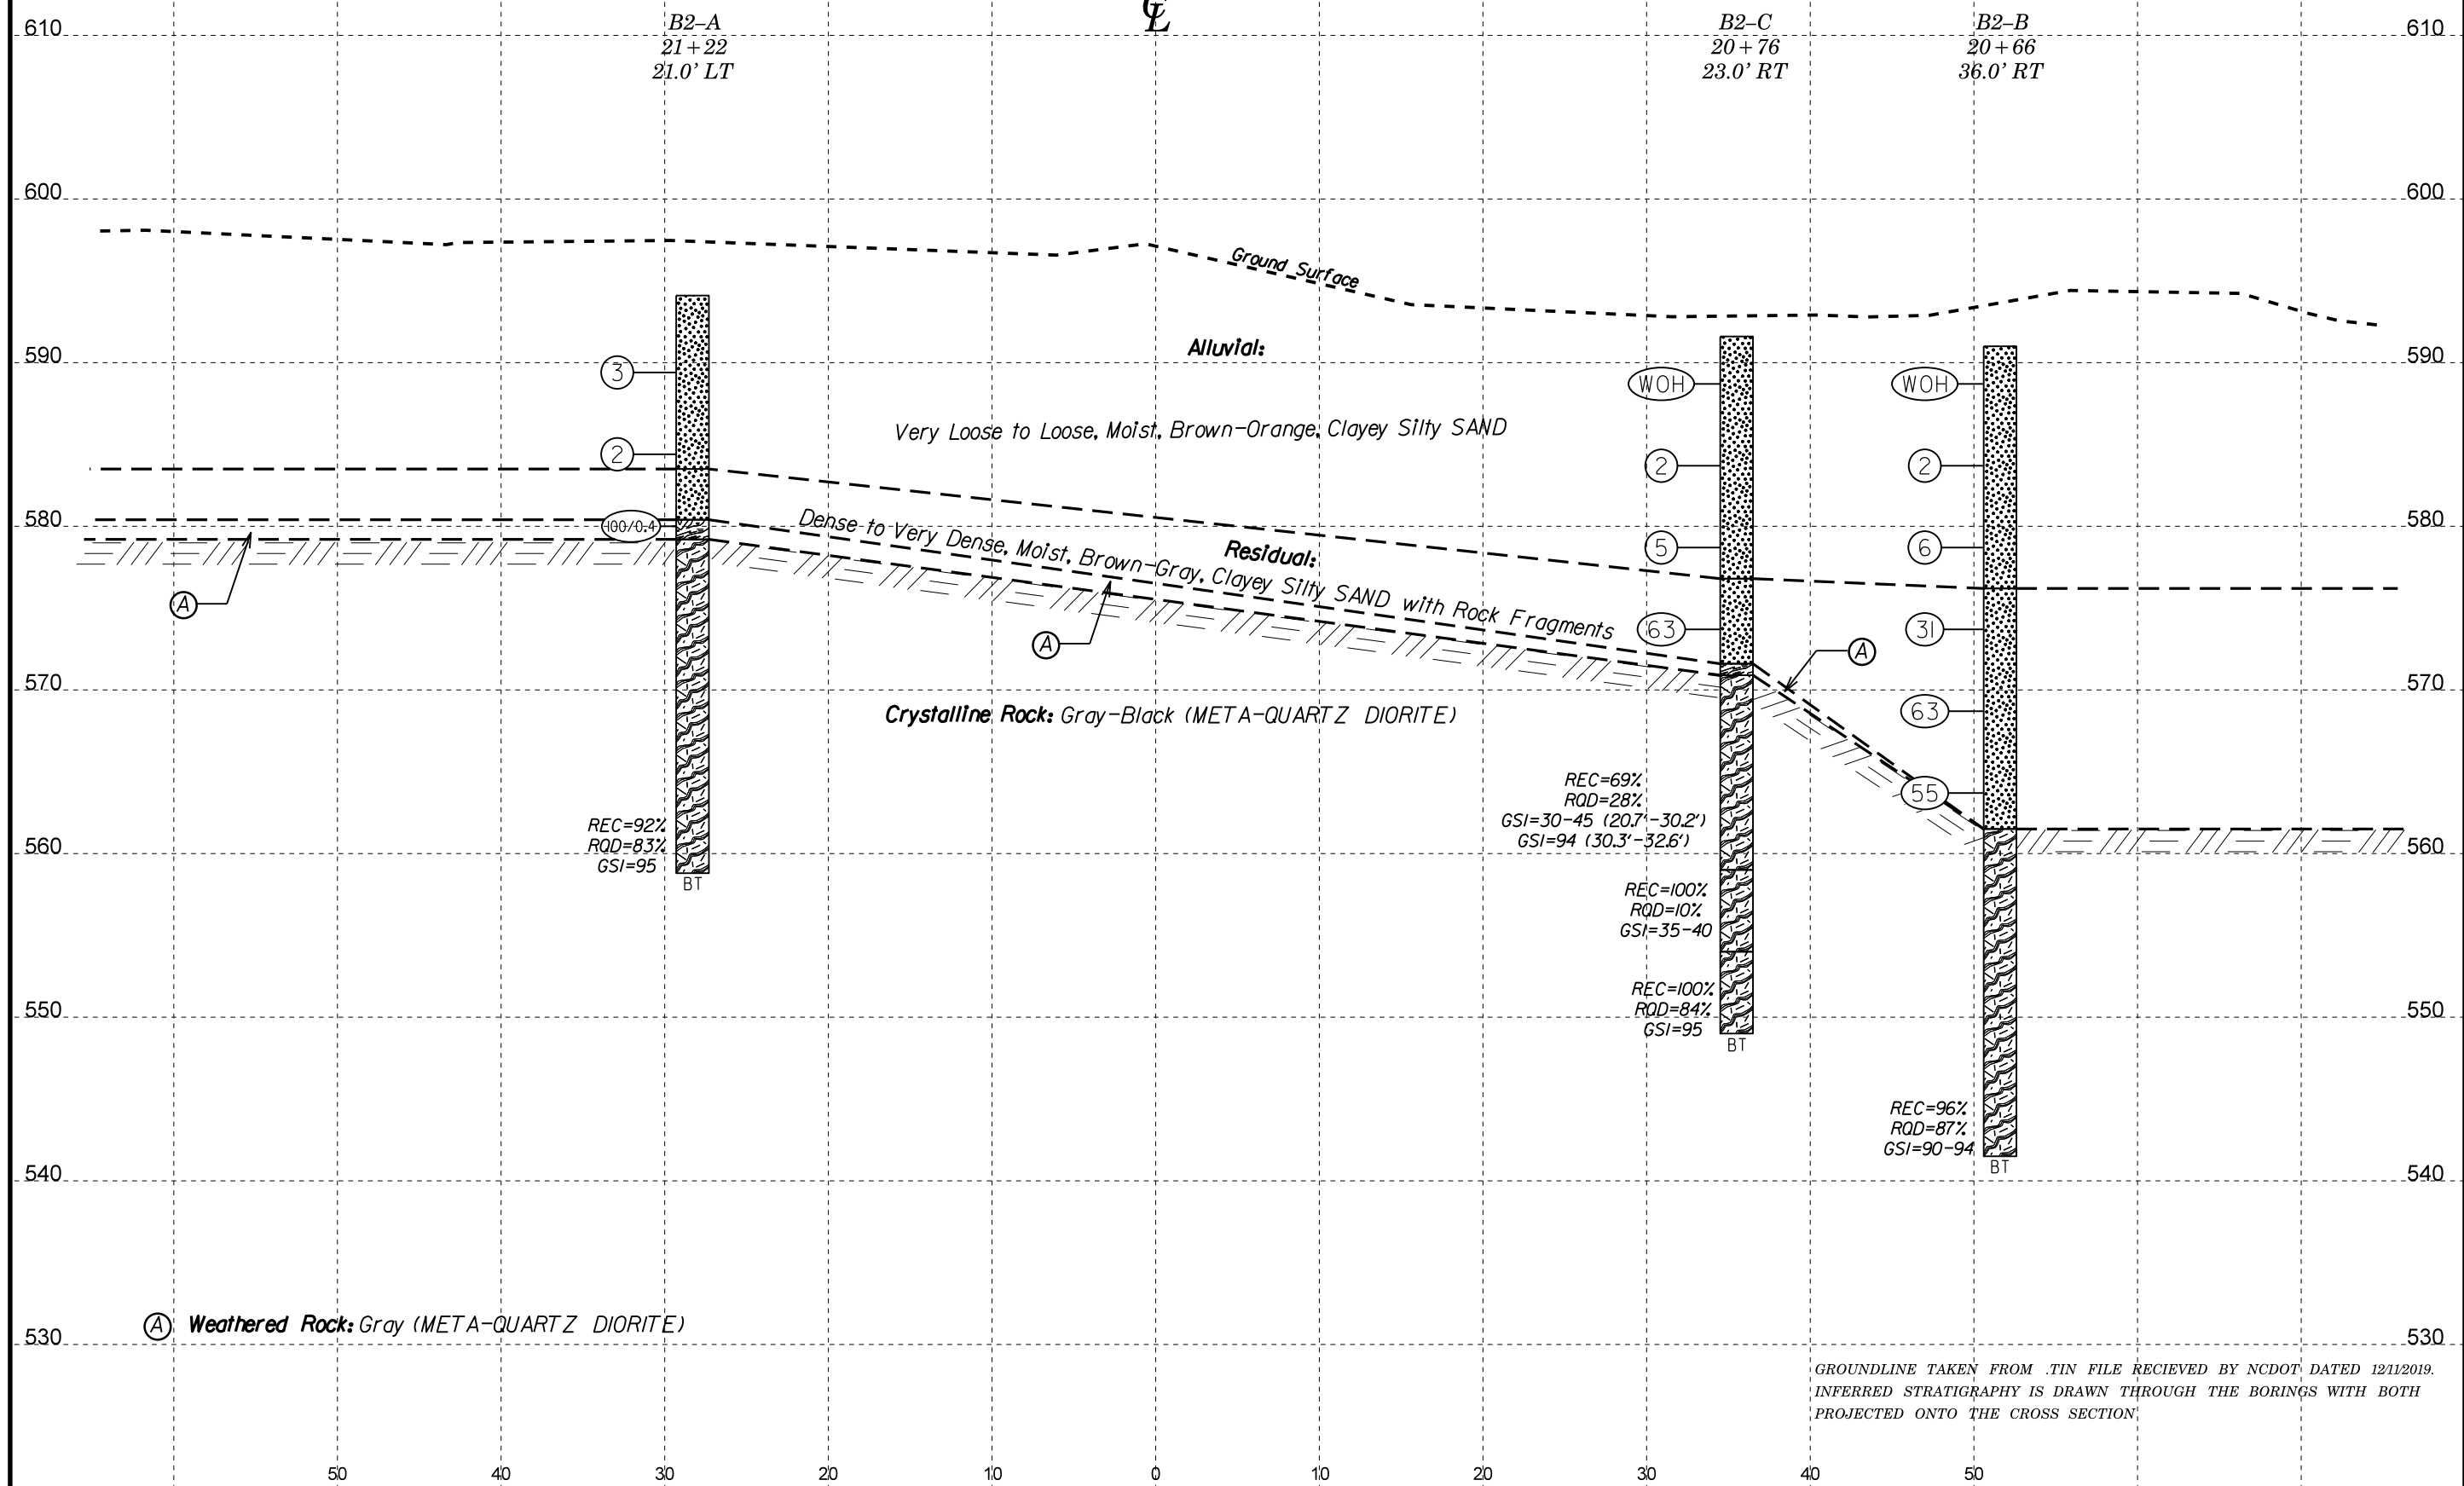 ℄
B2-A
21+22
21.0' LT
B2-C
20+76
23.0' RT
B2-B
20+66
36.0' RT
610
610
600
600
Ground Surface
590
Alluvial:
590
3
WOH
WOH
Very Loose to Loose, Moist, Brown-Orange, Clayey Silty SAND
2
2
2
580
100/0.4
Dense to Very Dense, Moist, Brown-Gray, Clayey Silty SAND with Rock Fragments
Residual:
5
6
580
A
A
63
31
A
570
570
Crystalline Rock: Gray-Black (META-QUARTZ DIORITE)
63
REC=69%
RQD=28%
GSI=30-45 (20.7'-30.2')
GSI=94 (30.3'-32.6')
55
REC=92%
RQD=83%
GSI=95
BT
560
560
REC=100%
RQD=10%
GSI=35-40
REC=100%
RQD=84%
GSI=95
BT
550
550
REC=96%
RQD=87%
GSI=90-94
BT
540
540
A Weathered Rock: Gray (META-QUARTZ DIORITE)
530
530
GROUNDLINE TAKEN FROM .TIN FILE RECIEVED BY NCDOT DATED 12/11/2019.
INFERRED STRATIGRAPHY IS DRAWN THROUGH THE BORINGS WITH BOTH
PROJECTED ONTO THE CROSS SECTION
50 40 30 20 10 0 10 20 30 40 50